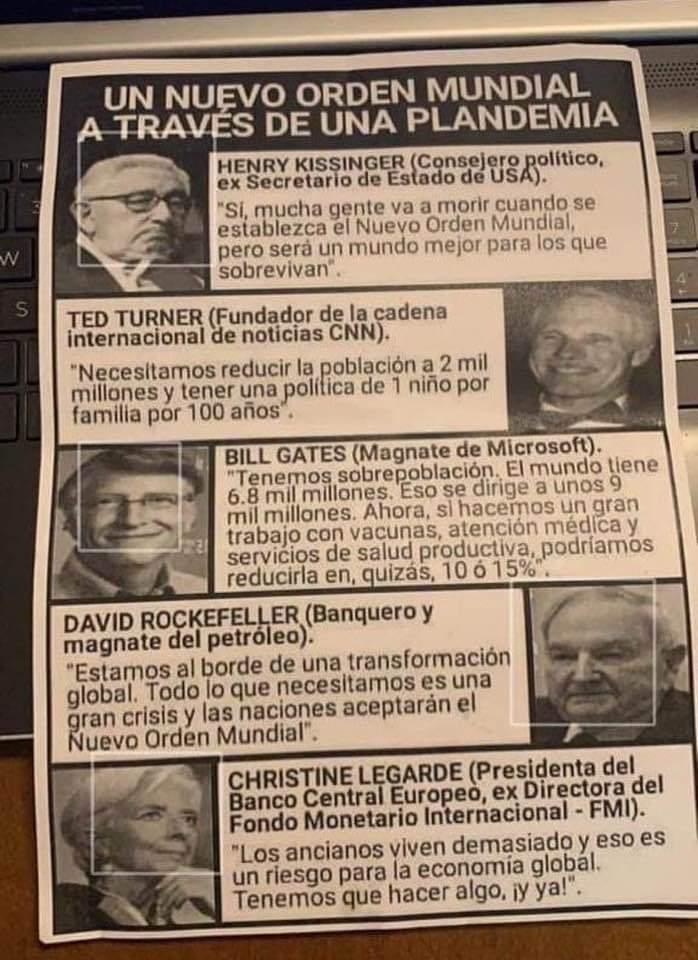 UN NUEVO ORDEN MUNDIAL
A TRAVÉS DE UNA PLANDEMIA
HENRY KISSINGER (Consejero político,
ex Secretario de Estado de USA).
"Sí, mucha gente va a morir cuando se
establezca el Nuevo Orden Mundial,
pero será un mundo mejor para los que
sobrevivan".
TED TURNER (Fundador de la cadena
internacional de noticias CNN).
"Necesitamos reducir la población a 2 mil
millones y tener una política de 1 niño por
familia por 100 años".
BILL GATES (Magnate de Microsoft).
"Tenemos sobrepoblación. El mundo tiene
6.8 mil millones. Eso se dirige a unos 9
mil millones. Ahora, si hacemos un gran
trabajo con vacunas, atención médica y
servicios de salud productiva, podríamos
reducirla en, quizás, 10 ó 15%".
DAVID ROCKEFELLER (Banquero y
magnate del petróleo).
"Estamos al borde de una transformación
global. Todo lo que necesitamos es una
gran crisis y las naciones aceptarán el
Nuevo Orden Mundial".
CHRISTINE LEGARDE (Presidenta del
Banco Central Europeo, ex Directora del
Fondo Monetario Internacional - FMI).
"Los ancianos viven demasiado y eso es
un riesgo para la economía global.
Tenemos que hacer algo, ¡y ya!".
W
S
3
7
4
1